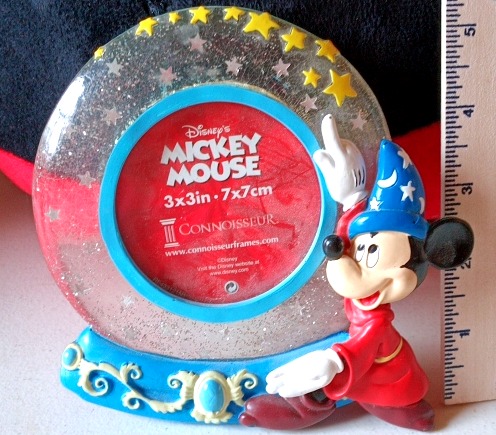 Disney's
MICKEY
MOUSE
3x3in · 7x7cm
CONNOISSEUR
www.connoisseurframes.com
©Disney
Visit the Disney website at
www.disney.com
5
4
3
2
1